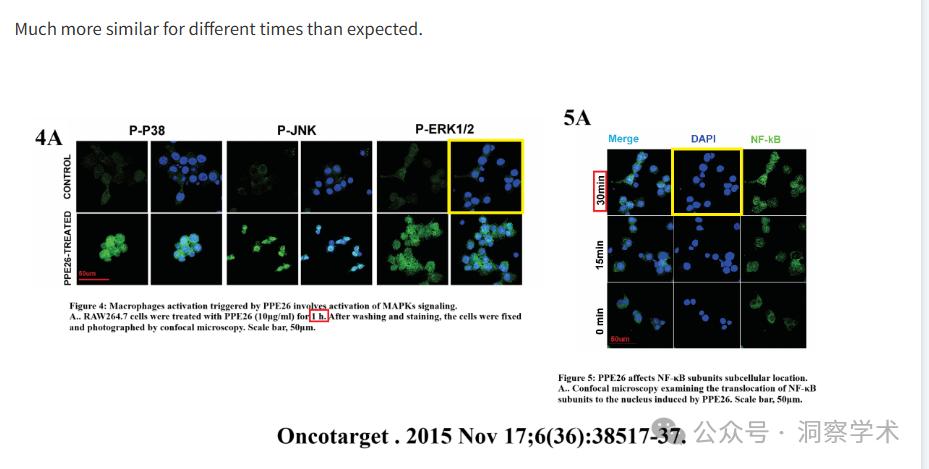 Much more similar for different times than expected.
4A
P-P38
P-JNK
P-ERK1/2
CONTROL
PPE26-TREATED
50um
Figure 4: Macrophages activation triggered by PPE26 involves activation of MAPKs signaling.
A.. RAW264.7 cells were treated with PPE26 (10μg/ml) for 1 h. After washing and staining, the cells were fixed
and photographed by confocal microscopy. Scale bar, 50μm.
5A
Merge
DAPI
NF-kB
30min
15min
0 min
50um
Figure 5: PPE26 affects NF-κB subunits subcellular location.
A.. Confocal microscopy examining the translocation of NF-κB
subunits to the nucleus induced by PPE26. Scale bar, 50μm.
Oncotarget . 2015 Nov 17;6(36):38517-37.
公众号 · 洞察学术